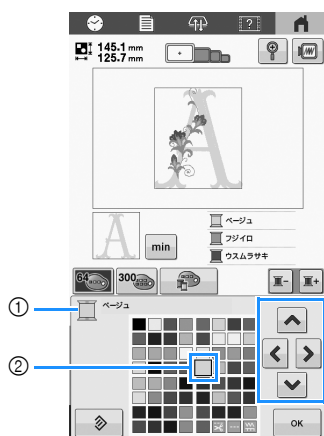 ?
145.1 mm
125.7 mm
A
A
min
ベージュ
フジイロ
ウスムラサキ
64
300
① ベージュ
②
OK